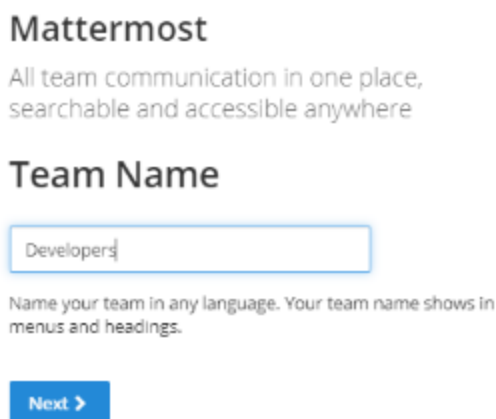 Mattermost
All team communication in one place,
searchable and accessible anywhere
Team Name
Developers
Name your team in any language. Your team name shows in
menus and headings.
Next